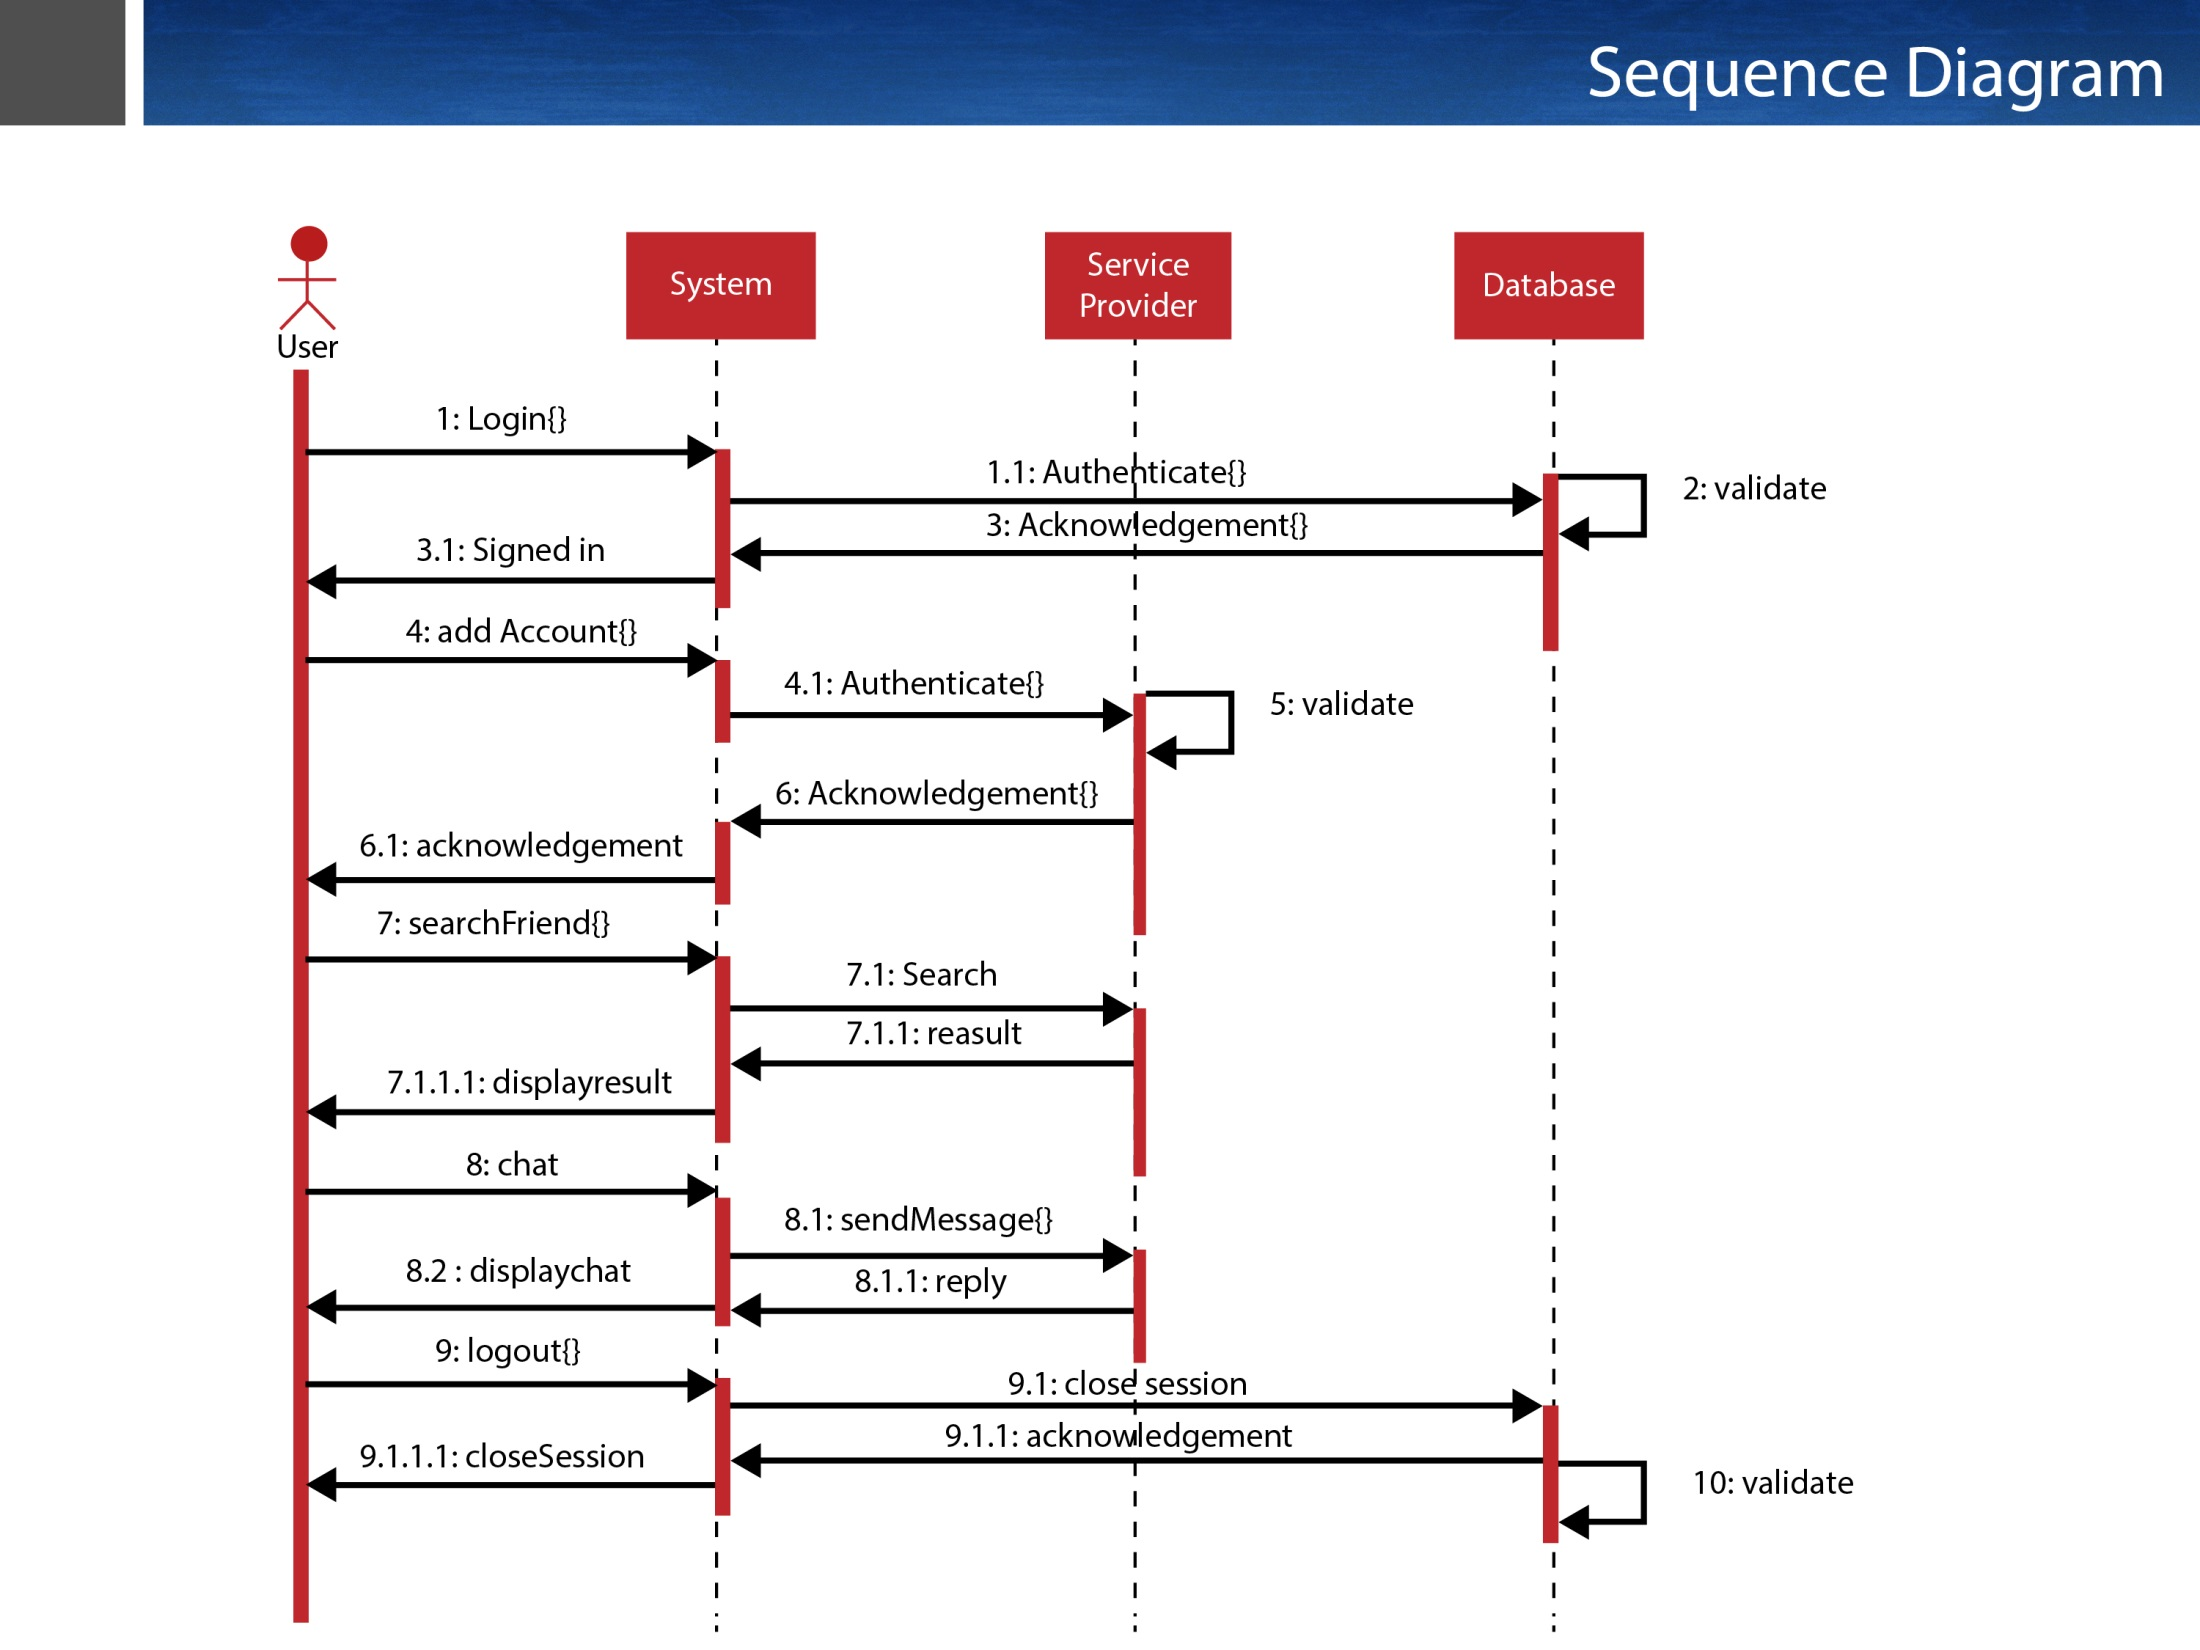 Sequence Diagram
User
System
Service
Provider
Database
1: Login{}
1.1: Authenticate{}
2: validate
3: Acknowledgement{}
3.1: Signed in
4: add Account{}
4.1: Authenticate{}
5: validate
6: Acknowledgement{}
6.1: acknowledgement
7: searchFriend{}
7.1: Search
7.1.1: reasult
7.1.1.1: displayresult
8: chat
8.1: sendMessage{}
8.2 : displaychat
8.1.1: reply
9: logout{}
9.1: close session
9.1.1: acknowledgement
9.1.1.1: closeSession
10: validate